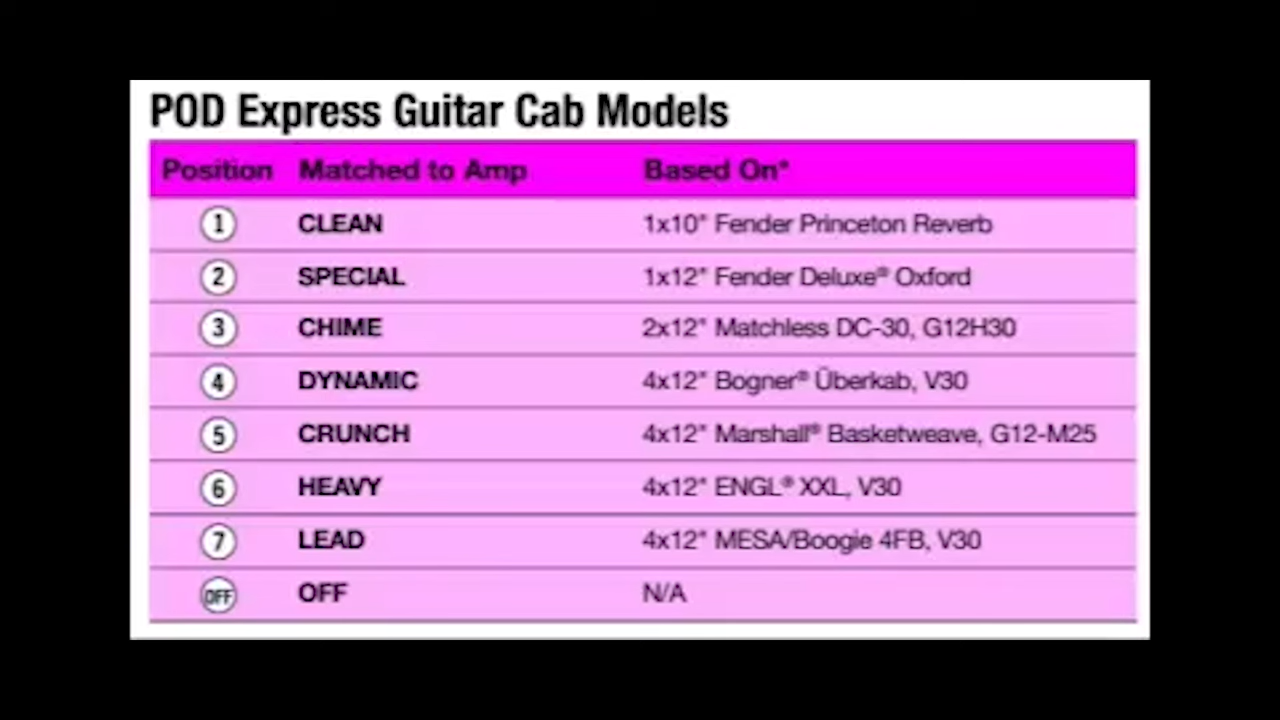 POD Express Guitar Cab Models
Position Matched to Amp Based On*
1 CLEAN 1x10" Fender Princeton Reverb
2 SPECIAL 1x12" Fender Deluxe® Oxford
3 CHIME 2x12" Matchless DC-30, G12H30
4 DYNAMIC 4x12" Bogner® Überkab, V30
5 CRUNCH 4x12" Marshall® Basketweave, G12-M25
6 HEAVY 4x12" ENGL® XXL, V30
7 LEAD 4x12" MESA/Boogie 4FB, V30
OFF OFF N/A